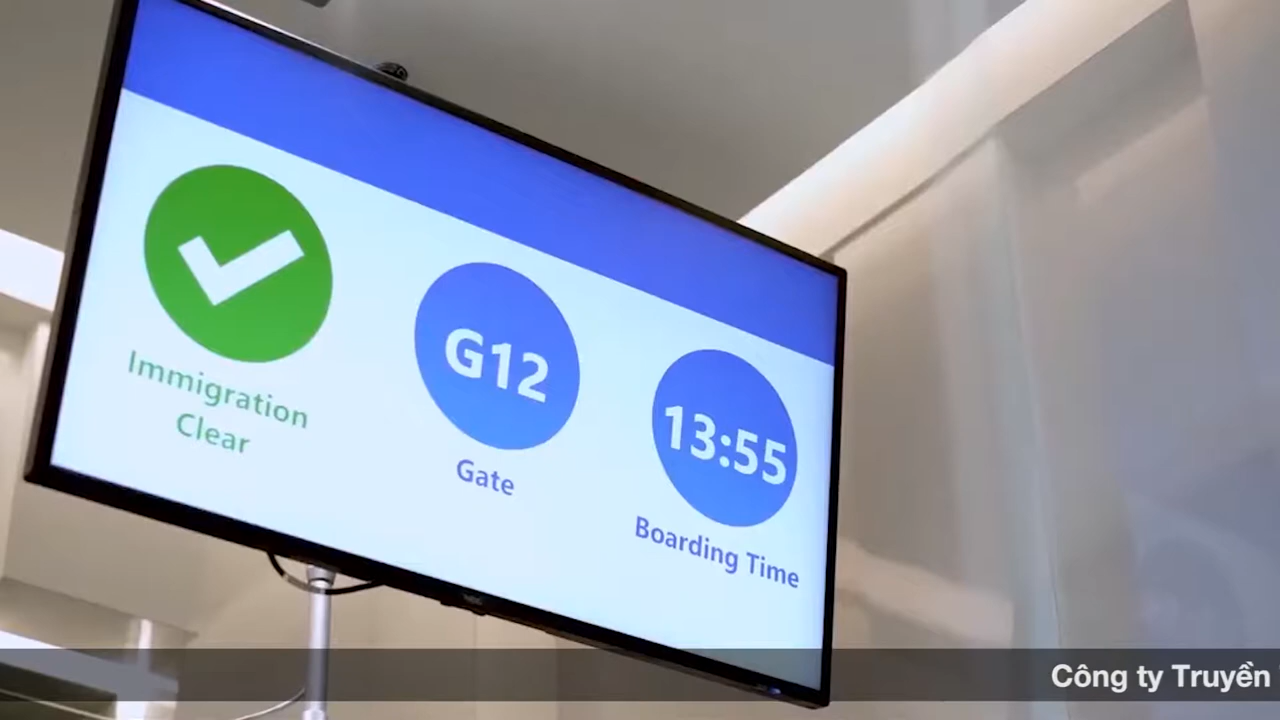 Immigration
Clear
G12
Gate
13:55
Boarding Time
Công ty Truyền